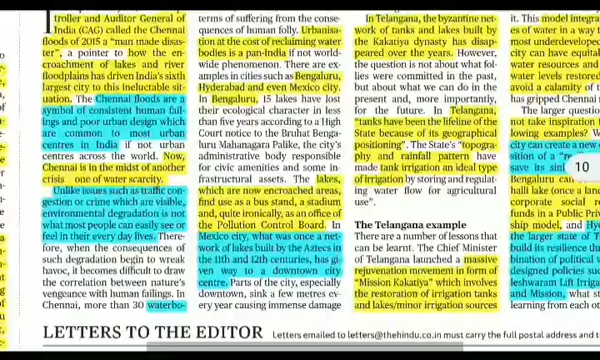 troller and Auditor General of
India (CAG) called the Chennai
floods of 2015 a "man made disas-
ter", a pointer to how the en-
croachment of lakes and river
floodplains has driven India's sixth
largest city to this ineluctable sit-
uation. The Chennai floods are a
symbol of consistent human fail-
ings and poor urban design which
are common to most urban
centres in India if not urban
centres across the world. Now,
Chennai is in the midst of another
crisis one of water scarcity.
Unlike issues such as traffic con-
gestion or crime which are visible,
environmental degradation is not
what most people can easily see or
feel in their every day lives. There-
fore, when the consequences of
such degradation begin to wreak
havoc, it becomes difficult to draw
the correlation between nature's
vengeance with human failings. In
Chennai, more than 30 waterbo-
terms of suffering from the conse-
quences of human folly. Urbanisa-
tion at the cost of reclaiming water
bodies is a pan-India if not world-
wide phenomenon. There are ex-
amples in cities such as Bengaluru,
Hyderabad and even Mexico city.
In Bengaluru, 15 lakes have lost
their ecological character in less
than five years according to a High
Court notice to the Bruhat Benga-
luru Mahanagara Palike, the city's
administrative body responsible
for civic amenities and some in-
frastructural assets. The lakes,
which are now encroached areas,
find use as a bus stand, a stadium
and, quite ironically, as an office of
the Pollution Control Board. In
Mexico city, what was once a net-
work of lakes built by the Aztecs in
the 11th and 12th centuries, has gi-
ven way to a downtown city
centre. Parts of the city, especially
downtown, sink a few metres ev-
ery year causing immense damage
In Telangana, the byzantine net-
work of tanks and lakes built by
the Kakatiya dynasty has disap-
peared over the years. However,
the question is not about what fol-
lies were committed in the past,
but about what we can do in the
present and, more importantly,
for the future. In Telangana,
"tanks have been the lifeline of the
State because of its geographical
positioning". The State's "topogra-
phy and rainfall pattern have
made tank irrigation an ideal type
of irrigation by storing and regulat-
ing water flow for agricultural
use".
The Telangana example
There are a number of lessons that
can be learnt. The Chief Minister
of Telangana launched a massive
rejuvenation movement in form of
"Mission Kakatiya" which involves
the restoration of irrigation tanks
and lakes/minor irrigation sources
it. This model integra
es of water in a way t
most underdevelope
city can have equitab
water resources and
water levels restored
avoid a calamity of t
has gripped Chennai
The larger questio
not take inspiration
lowing examples? W
city can create a new
sition of a "re
save its sin
Bengaluru can
halli lake (once a lan
corporate social r
funds in a Public Priv
ship model, and Hy
the larger state of T
build its resilience th
bination of political v
designed policies suc
leshwaram Lift Irriga
and Mission, what st
learning from each ot
10
LETTERS TO THE EDITOR Letters emailed to letters@thehindu.co.in must carry the full postal address and t